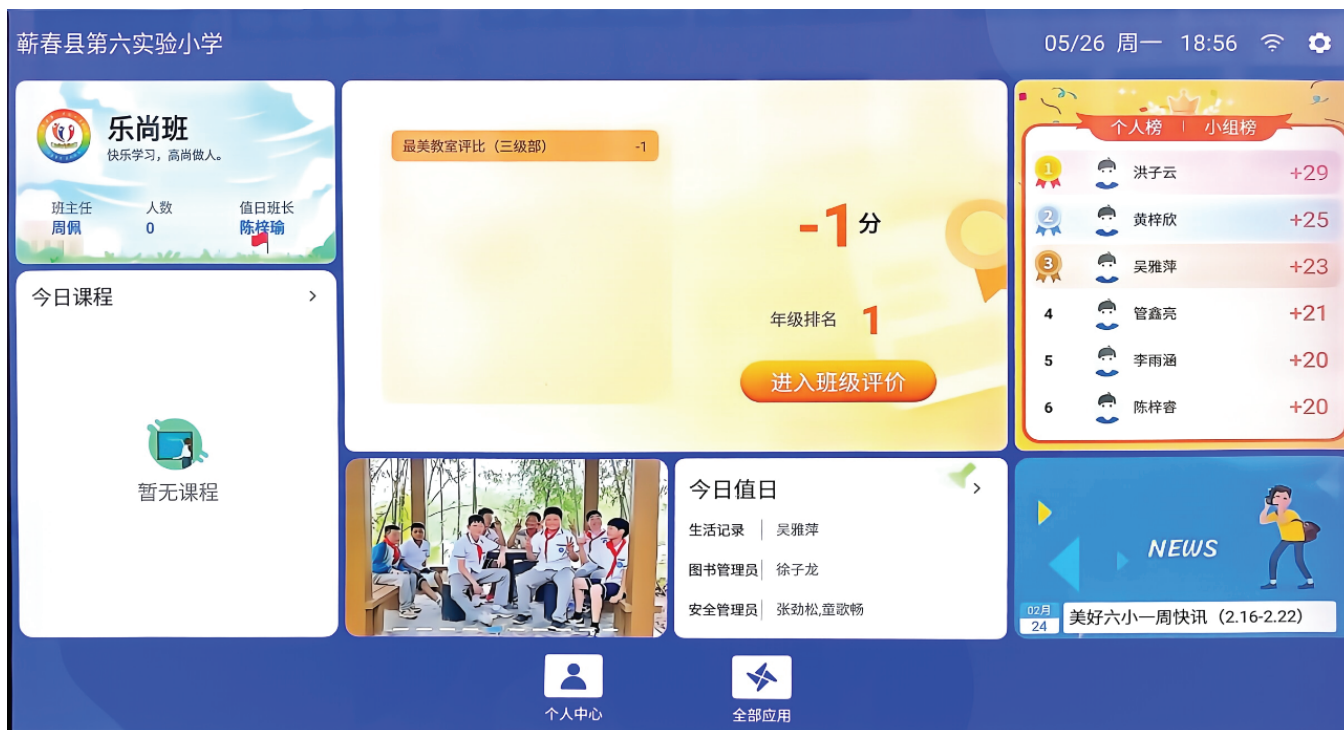 蕲春县第六实验小学
05/26 周一 18:56
乐尚班
快乐学习，高尚做人。
班主任 人数 值日班长
周佩 0 陈梓瑜
今日课程
暂无课程
最美教室评比（三级部） -1
-1分
年级排名 1
进入班级评价
个人榜 小组榜
1 洪子云 +29
2 黄梓欣 +25
3 吴雅萍 +23
4 管鑫亮 +21
5 李雨涵 +20
6 陈梓睿 +20
今日值日
生活记录 吴雅萍
图书管理员 徐子龙
安全管理员 张劲松,童歌畅
NEWS
02月
24
美好六小一周快讯（2.16-2.22）
个人中心
全部应用